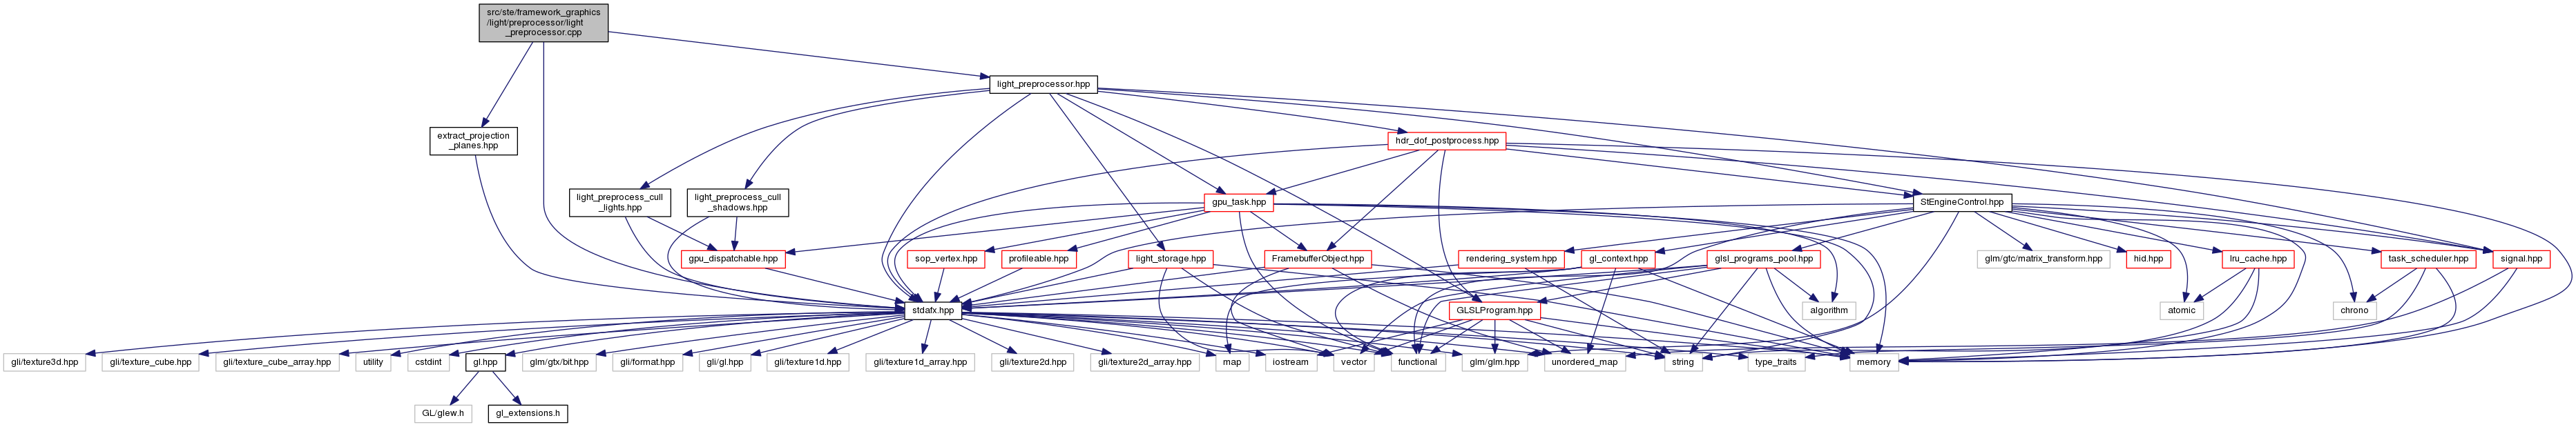 src/ste/framework_graphics
/light/preprocessor/light
_preprocessor.cpp
light_preprocessor.hpp
extract_projection
_planes.hpp
hdr_dof_postprocess.hpp
light_preprocess_cull
_lights.hpp
light_preprocess_cull
_shadows.hpp
gpu_task.hpp
StEngineControl.hpp
gpu_dispatchable.hpp
sop_vertex.hpp
profileable.hpp
light_storage.hpp
FramebufferObject.hpp
rendering_system.hpp
gl_context.hpp
glsl_programs_pool.hpp
glm/gtc/matrix_transform.hpp
hid.hpp
lru_cache.hpp
task_scheduler.hpp
signal.hpp
stdafx.hpp
GLSLProgram.hpp
algorithm
atomic
chrono
gli/texture3d.hpp
gli/texture_cube.hpp
gli/texture_cube_array.hpp
utility
cstdint
gl.hpp
glm/gtx/bit.hpp
gli/format.hpp
gli/gl.hpp
gli/texture1d.hpp
gli/texture1d_array.hpp
gli/texture2d.hpp
gli/texture2d_array.hpp
map
iostream
vector
functional
glm/glm.hpp
unordered_map
string
type_traits
memory
GL/glew.h
gl_extensions.h